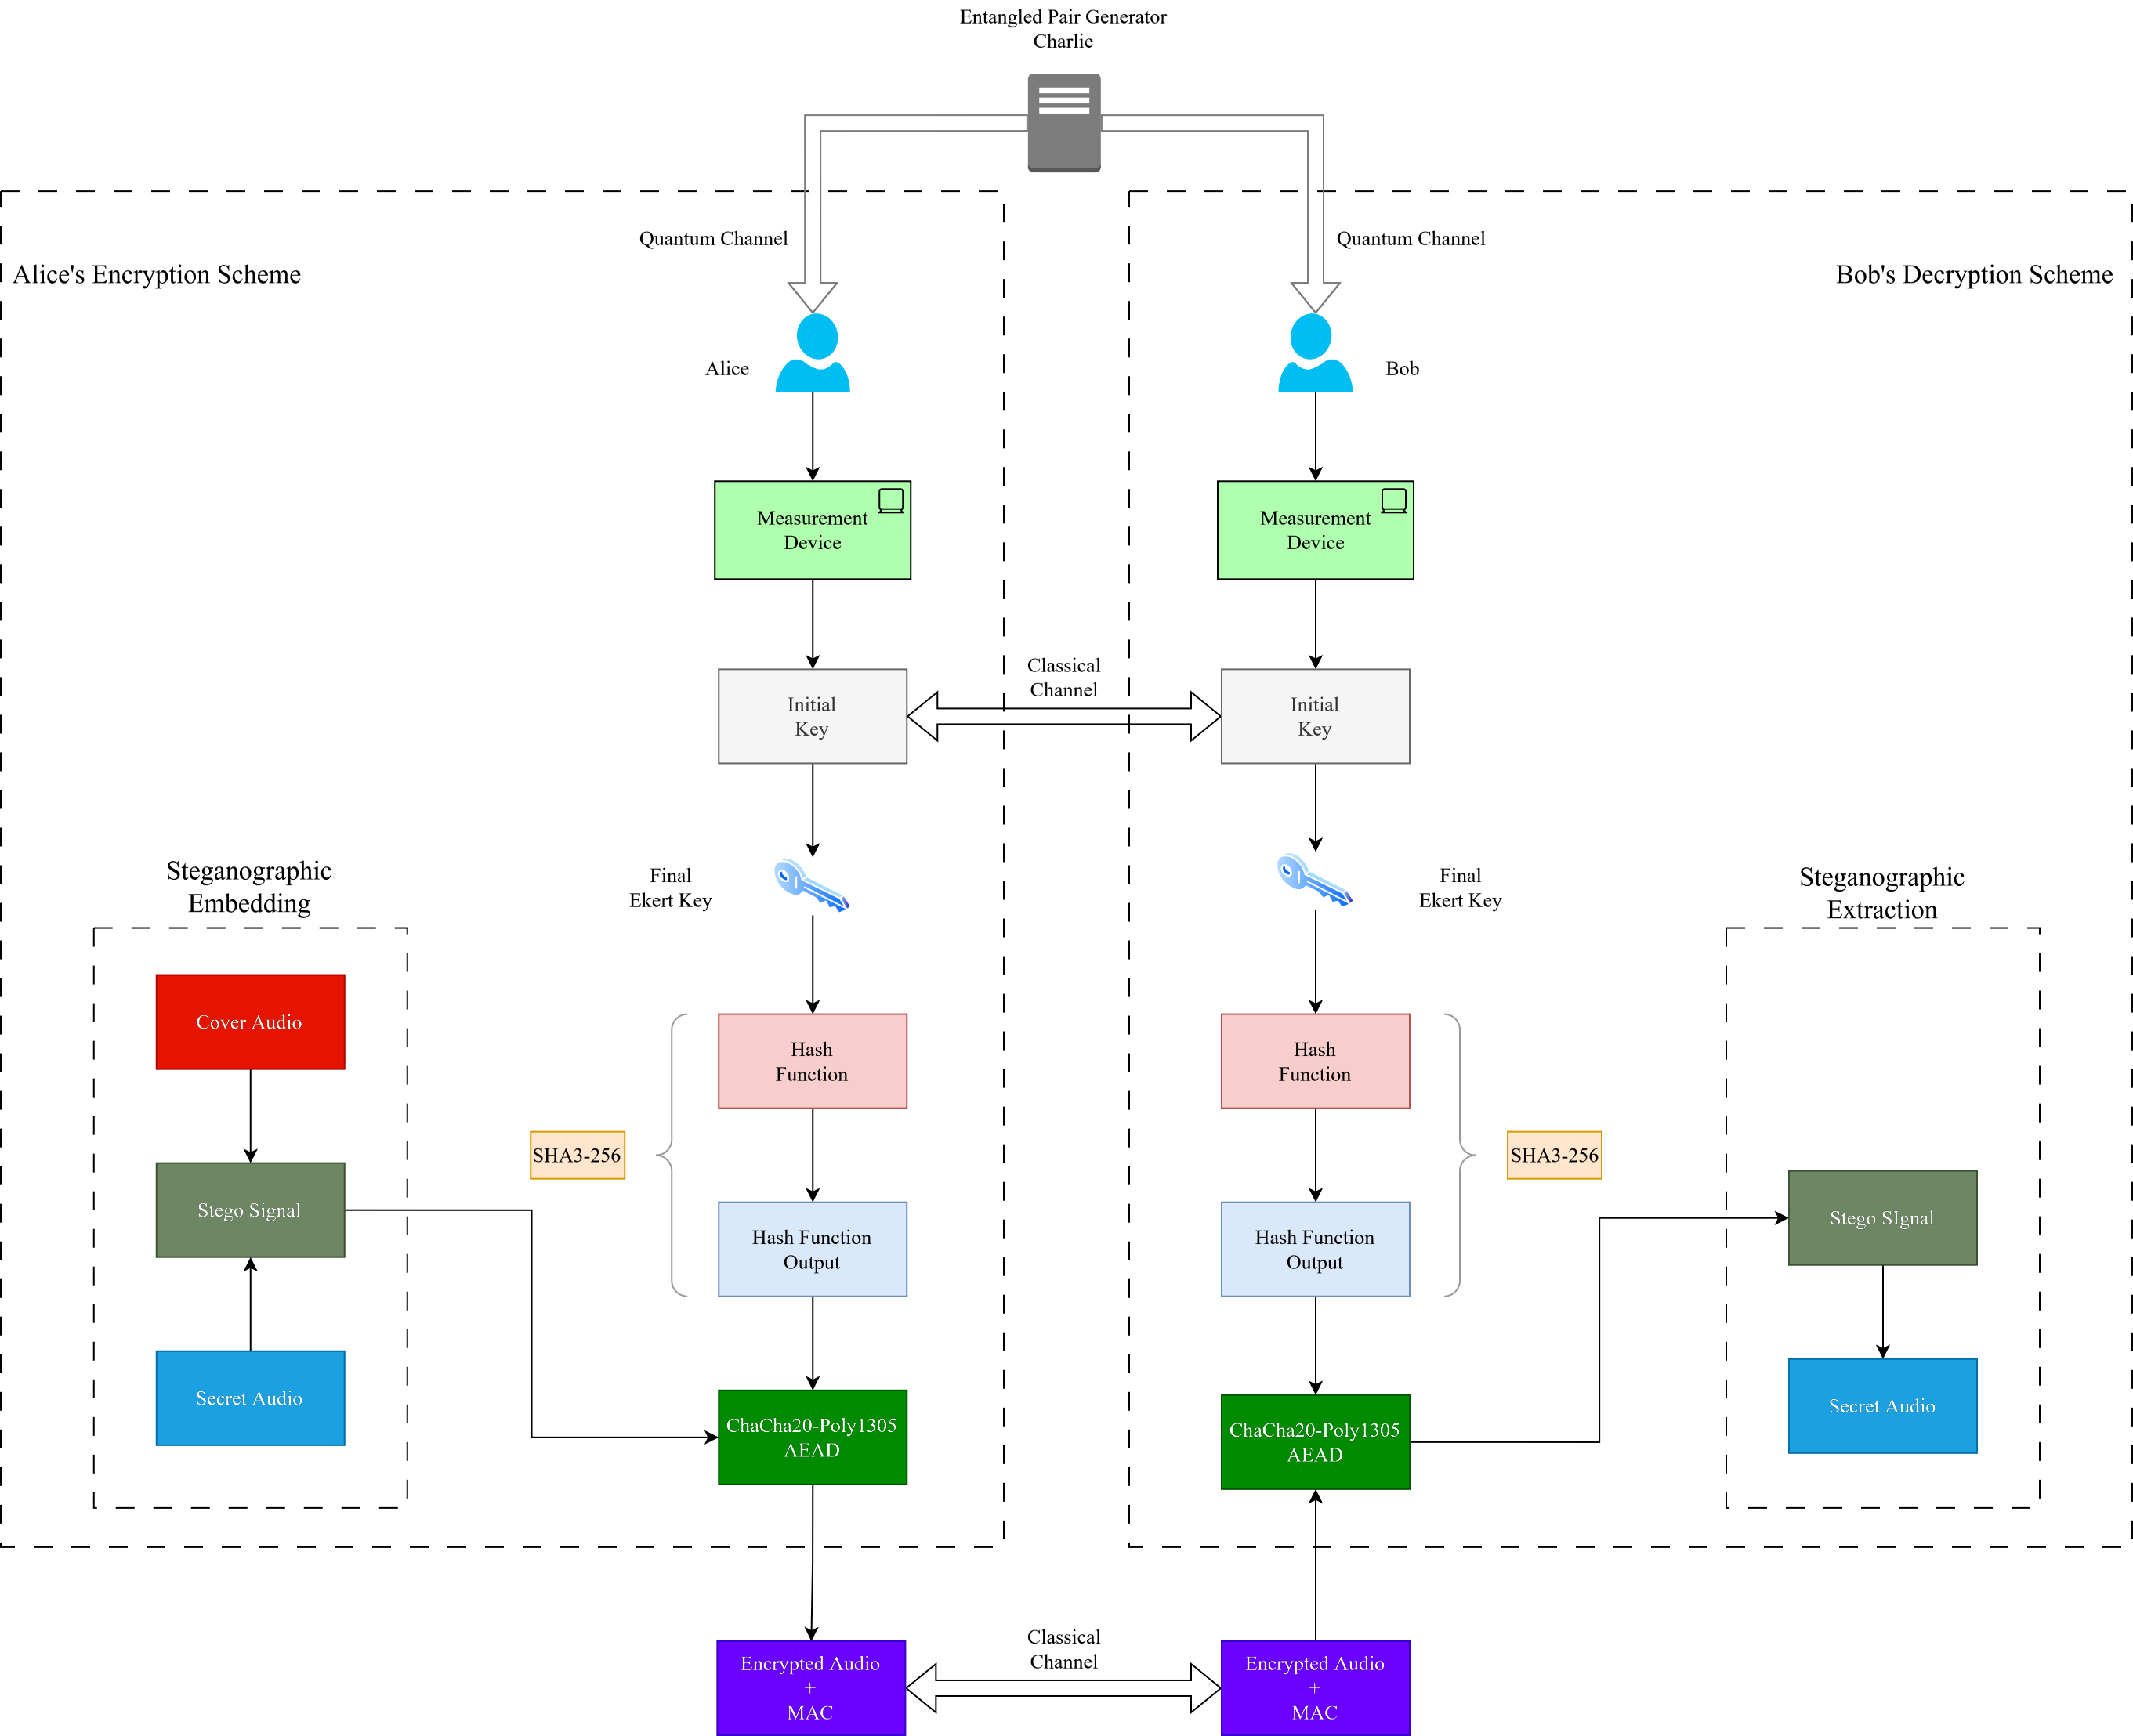 Entangled Pair Generator
Charlie
Quantum Channel
Quantum Channel
Alice's Encryption Scheme
Bob's Decryption Scheme
Alice
Bob
Measurement
Device
Measurement
Device
Classical
Channel
Initial
Key
Initial
Key
Final
Ekert Key
Final
Ekert Key
Steganographic
Embedding
Steganographic
Extraction
Cover Audio
Hash
Function
Hash
Function
SHA3-256
SHA3-256
Stego Signal
Stego SIgnal
Hash Function
Output
Hash Function
Output
Secret Audio
Secret Audio
ChaCha20-Poly1305
AEAD
ChaCha20-Poly1305
AEAD
Classical
Channel
Encrypted Audio
+
MAC
Encrypted Audio
+
MAC